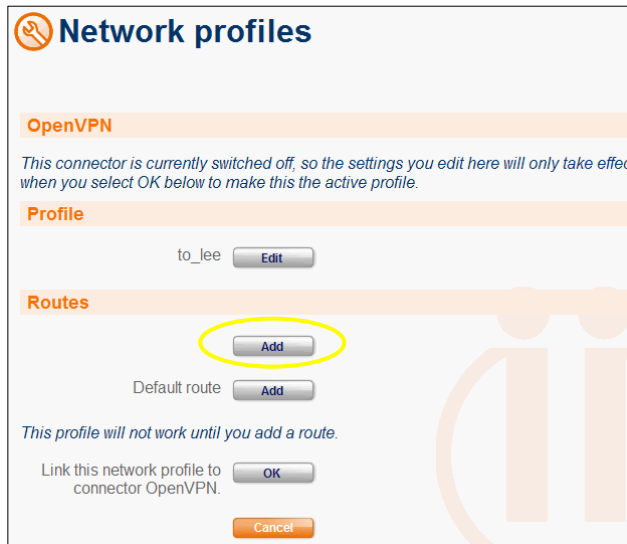 Network profiles
OpenVPN
This connector is currently switched off, so the settings you edit here will only take effec
when you select OK below to make this the active profile.
Profile
to_lee Edit
Routes
Add
Default route Add
This profile will not work until you add a route.
Link this network profile to
connector OpenVPN.
OK
Cancel